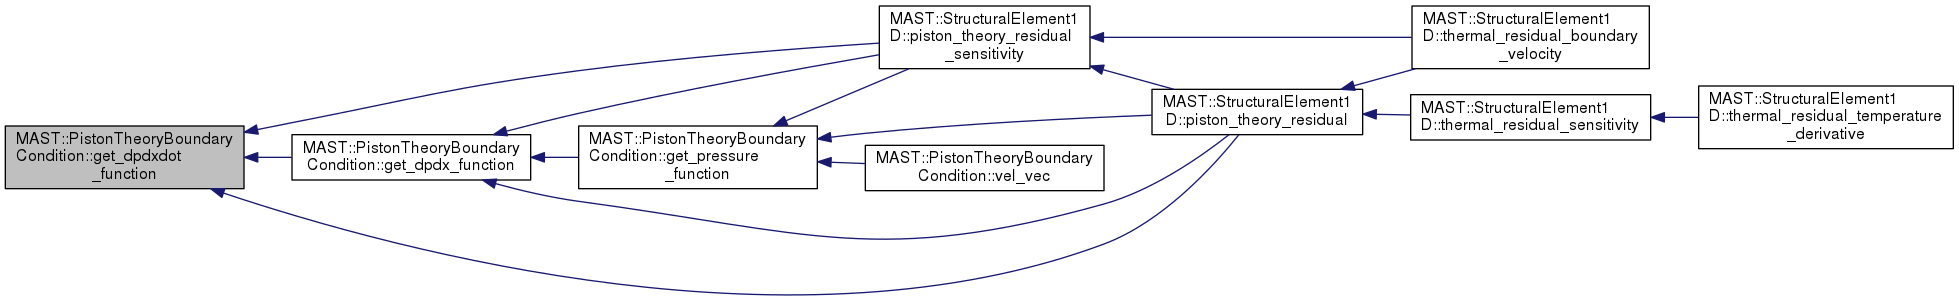 MAST::PistonTheoryBoundary
Condition::get_dpdxdot
_function
MAST::PistonTheoryBoundary
Condition::get_dpdx_function
MAST::PistonTheoryBoundary
Condition::get_pressure
_function
MAST::StructuralElement1
D::piston_theory_residual
_sensitivity
MAST::PistonTheoryBoundary
Condition::vel_vec
MAST::StructuralElement1
D::piston_theory_residual
MAST::StructuralElement1
D::thermal_residual_boundary
_velocity
MAST::StructuralElement1
D::thermal_residual_sensitivity
MAST::StructuralElement1
D::thermal_residual_temperature
_derivative